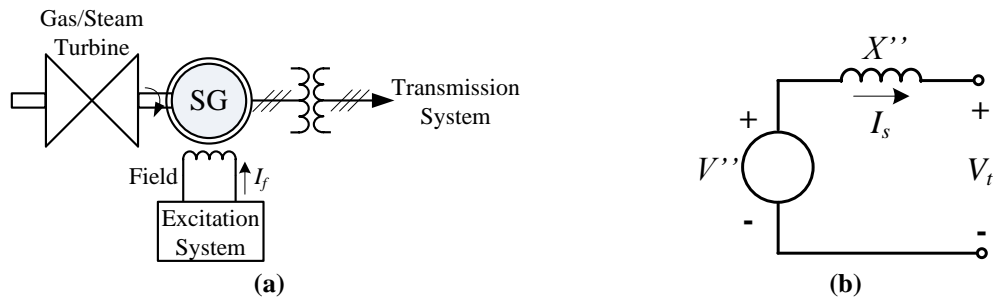 Gas/Steam
Turbine
SG
Transmission
System
Field
I_f
Excitation
System
(a)
X’’
I_s
+
+
V’’
V_t
-
-
(b)